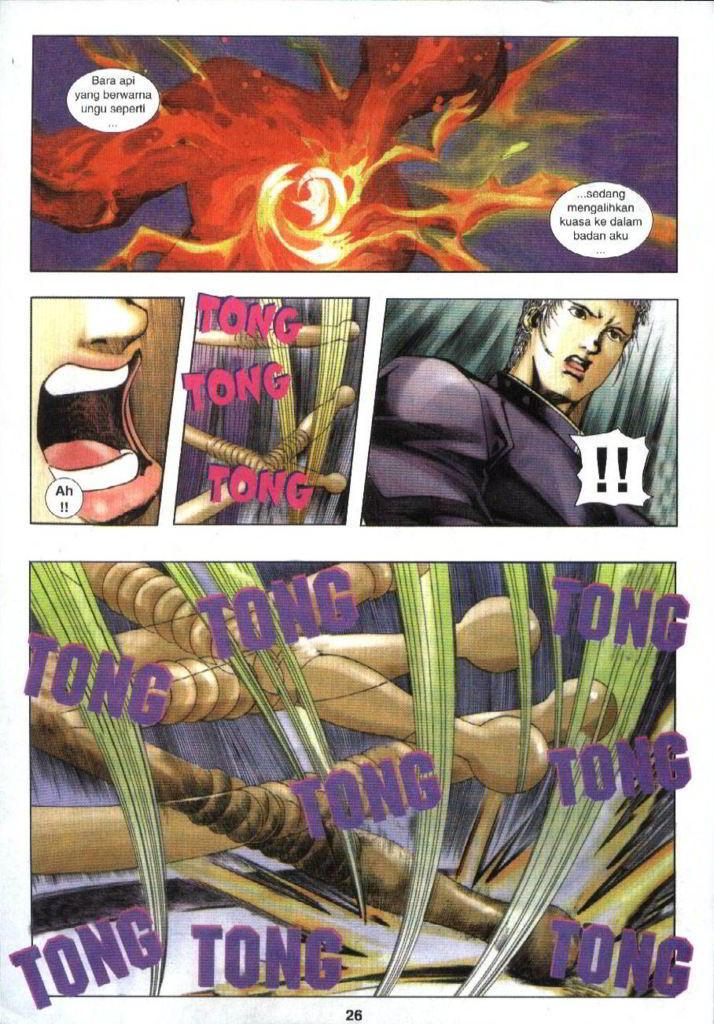 Bara api
yang berwarna
ungu seperti
...
...sedang
mengalihkan
kuasa ke dalam
badan aku
...
Ah
!!
TONG
TONG
TONG
!!
TONG
TONG
TONG
TONG
TONG
TONG
TONG
TONG
26